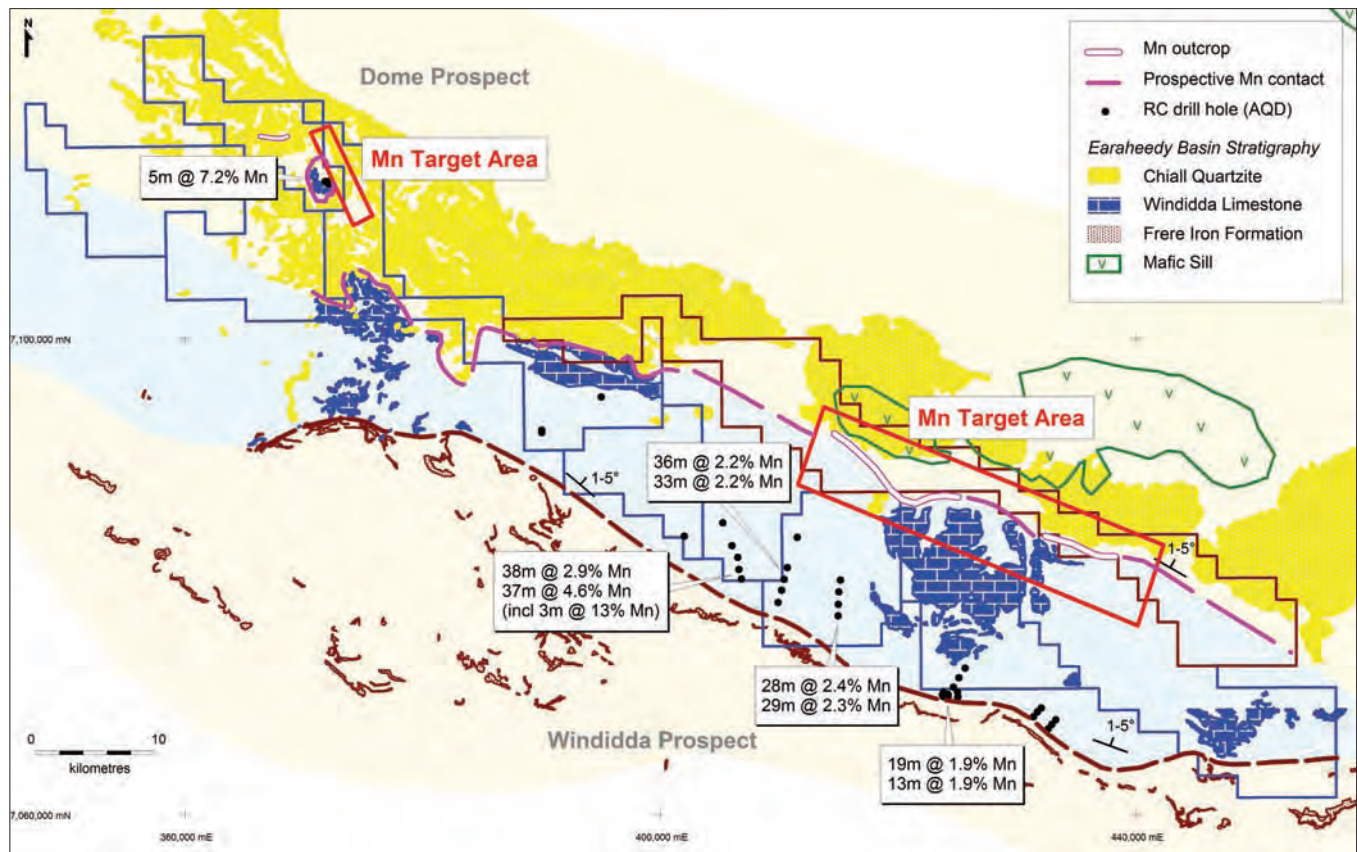 N
Dome Prospect
Mn Target Area
5m @ 7.2% Mn
Mn outcrop
Prospective Mn contact
RC drill hole (AQD)
Earaheedy Basin Stratigraphy
Chiall Quartzite
Windidda Limestone
Frere Iron Formation
V
Mafic Sill
7,100,000 mN
V
V
V
V
V
V
V
V
V
V
Mn Target Area
36m @ 2.2% Mn
33m @ 2.2% Mn
1-5°
1-5°
38m @ 2.9% Mn
37m @ 4.6% Mn
(incl 3m @ 13% Mn)
28m @ 2.4% Mn
29m @ 2.3% Mn
Windidda Prospect
1-5°
0 10
kilometres
19m @ 1.9% Mn
13m @ 1.9% Mn
7,060,000 mN
360,000 mE
400,000 mE
440,000 mE